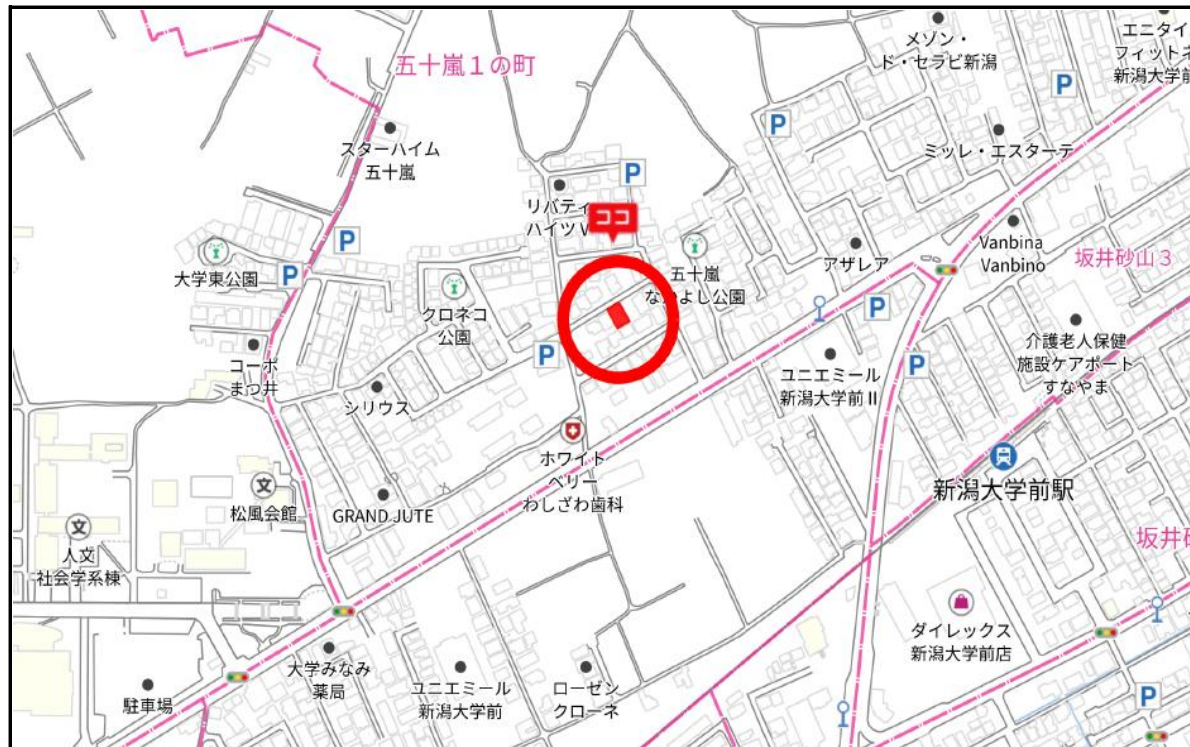 五十嵐１の町
スターハイム
五十嵐
P
メゾン・
ド・セラビ新潟
エニタイ
フィットネ
新潟大学前
P
P
ミッレ・エスターテ
リバティ
ハイツV
P
ココ
大学東公園
P
P
クロネコ
公園
五十嵐
なかよし公園
アザレア
Vanbina
Vanbino
坂井砂山 3
コーポ
まつ井
シリウス
P
P
ユニエミール
新潟大学前Ⅱ
P
介護老人保健
施設ケアポート
すなやま
ホワイト
ベリー
わしざわ歯科
新潟大学前駅
文
松風会館
GRAND JUTE
文
人文
社会学系棟
坂井砂
ダイレックス
新潟大学前店
大学みなみ
薬局
ユニエミール
新潟大学前
ローゼン
クローネ
駐車場
P